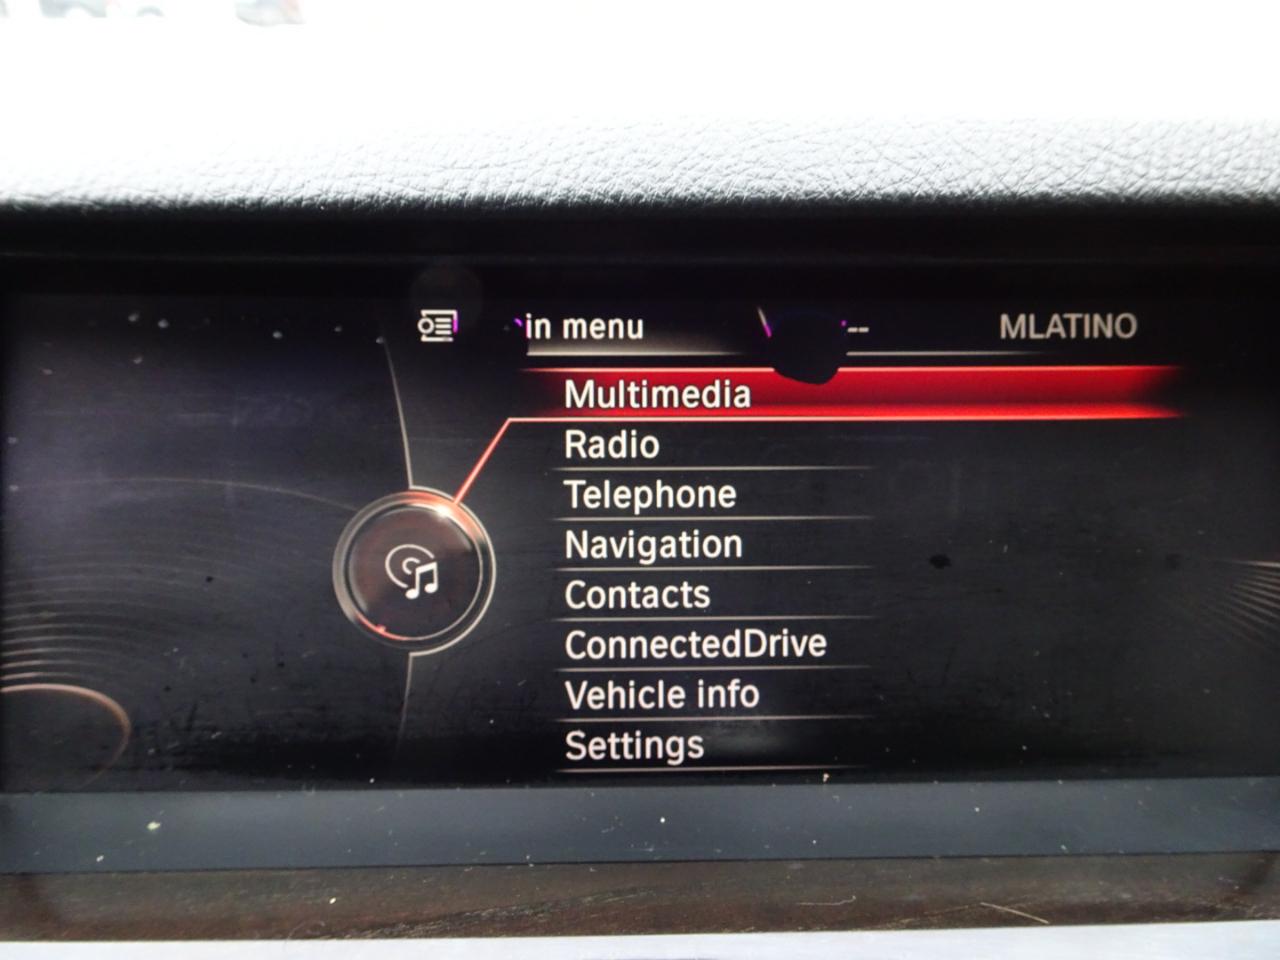 in menu -- MLATINO
Multimedia
Radio
Telephone
Navigation
Contacts
ConnectedDrive
Vehicle info
Settings